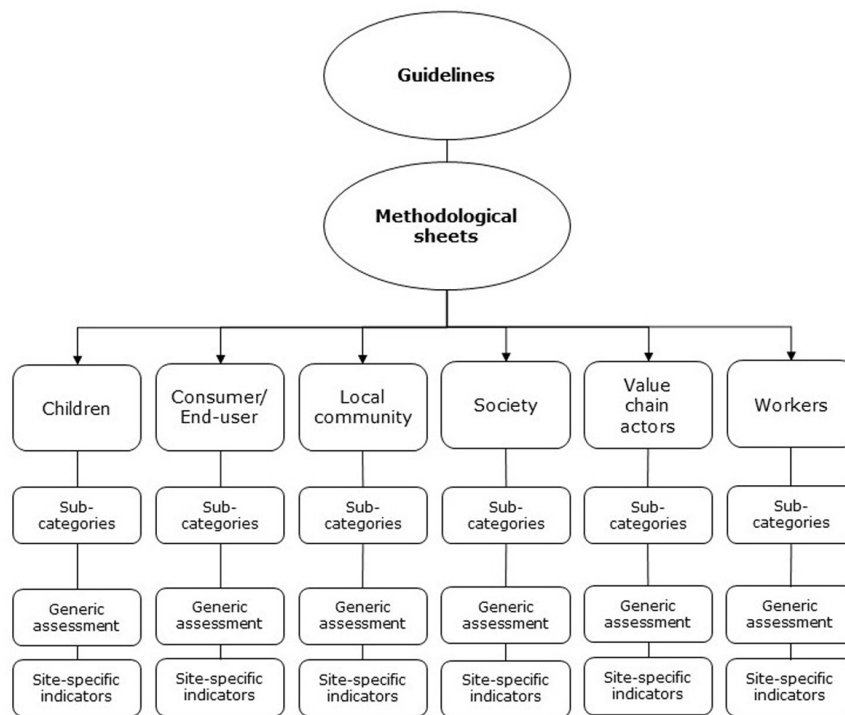 Guidelines
Methodological
sheets
Children
Consumer/
End-user
Local
community
Society
Value
chain
actors
Workers
Sub-
categories
Sub-
categories
Sub-
categories
Sub-
categories
Sub-
categories
Sub-
categories
Generic
assessment
Generic
assessment
Generic
assessment
Generic
assessment
Generic
assessment
Generic
assessment
Site-specific
indicators
Site-specific
indicators
Site-specific
indicators
Site-specific
indicators
Site-specific
indicators
Site-specific
indicators